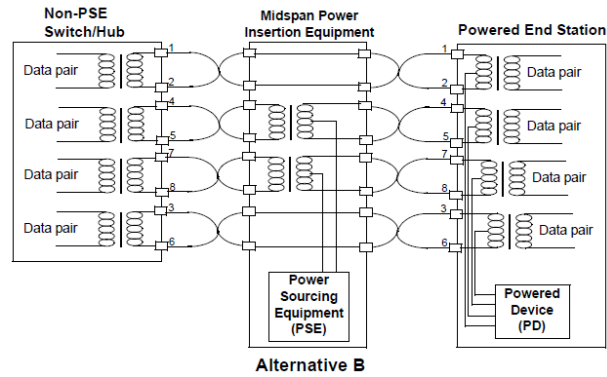 Non-PSE
Switch/Hub
Midspan Power
Insertion Equipment
Powered End Station
Data pair
1
2
Data pair
4
5
Data pair
7
8
Data pair
3
6
1
2
Data pair
4
5
Data pair
7
8
Data pair
3
6
Data pair
Power
Sourcing
Equipment
(PSE)
Powered
Device
(PD)
Alternative B